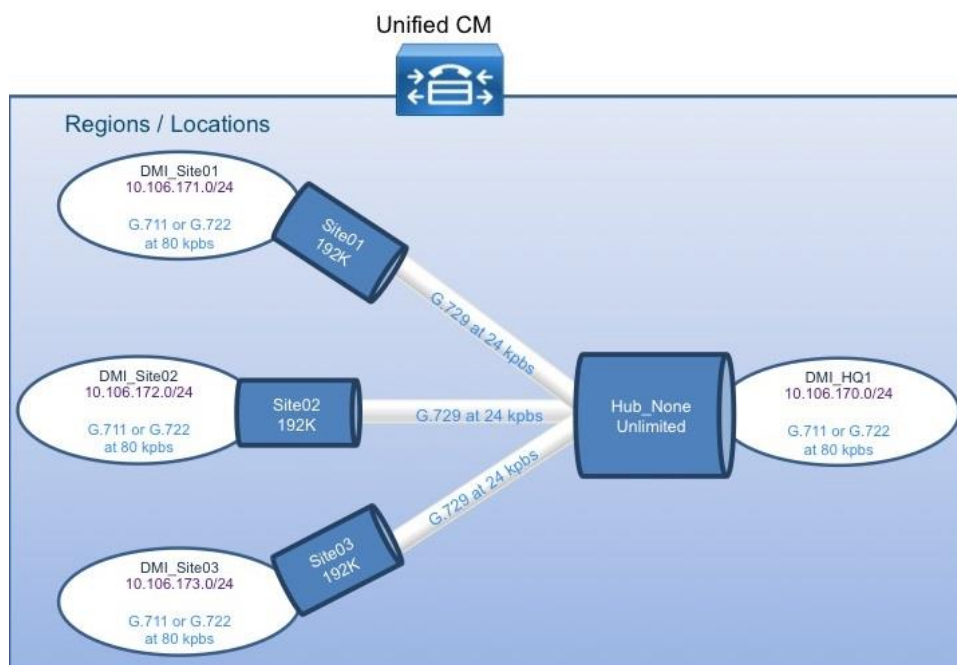 Unified CM
Regions / Locations
DMI_Site01
10.106.171.0/24
G.711 or G.722
at 80 kpbs
Site01
192K
G.729 at 24 kpbs
DMI_Site02
10.106.172.0/24
G.711 or G.722
at 80 kpbs
Site02
192K
G.729 at 24 kpbs
Hub_None
Unlimited
DMI_HQ1
10.106.170.0/24
G.711 or G.722
at 80 kpbs
DMI_Site03
10.106.173.0/24
G.711 or G.722
at 80 kpbs
Site03
192K
G.729 at 24 kpbs